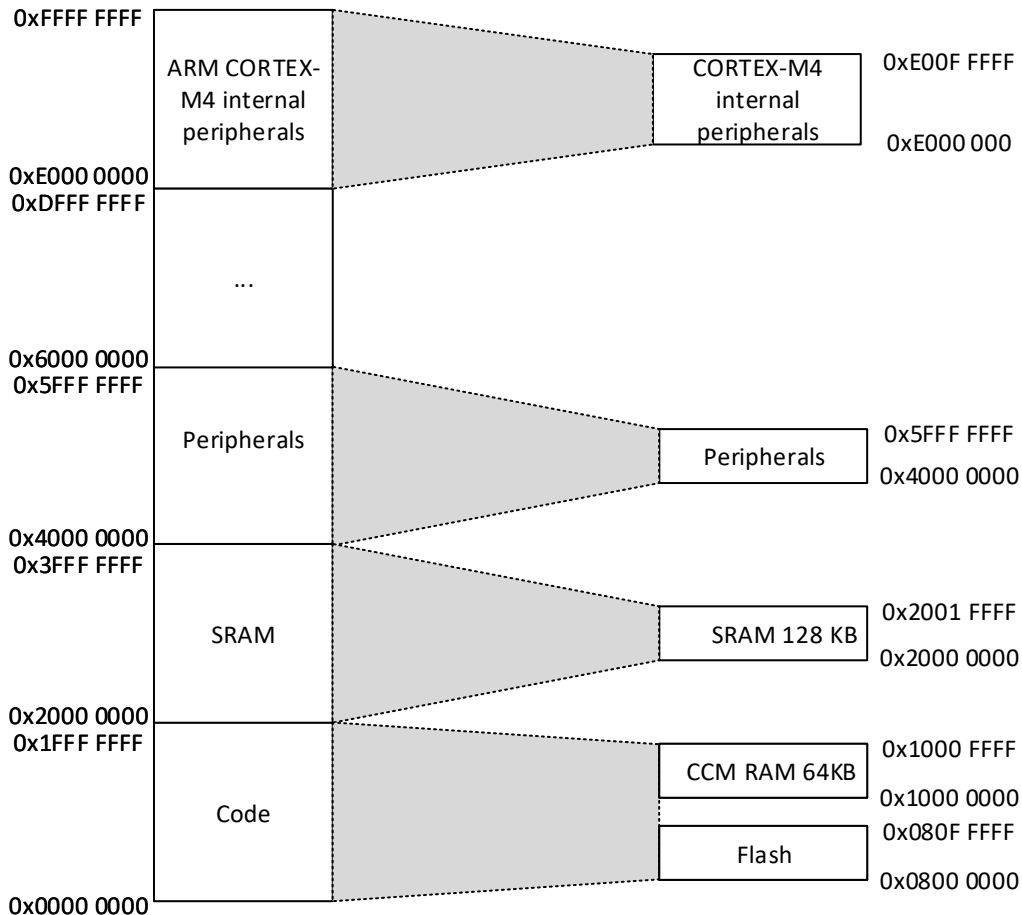 0xFFFF FFFF
ARM CORTEX-
M4 internal
peripherals
0xE000 0000
0xDFFF FFFF
...
0x6000 0000
0x5FFF FFFF
Peripherals
0x4000 0000
0x3FFF FFFF
SRAM
0x2000 0000
0x1FFF FFFF
Code
0x0000 0000
CORTEX-M4
internal
peripherals
0xE00F FFFF
0xE000 000
Peripherals
0x5FFF FFFF
0x4000 0000
SRAM 128 KB
0x2001 FFFF
0x2000 0000
CCM RAM 64KB
0x1000 FFFF
0x1000 0000
Flash
0x080F FFFF
0x0800 0000